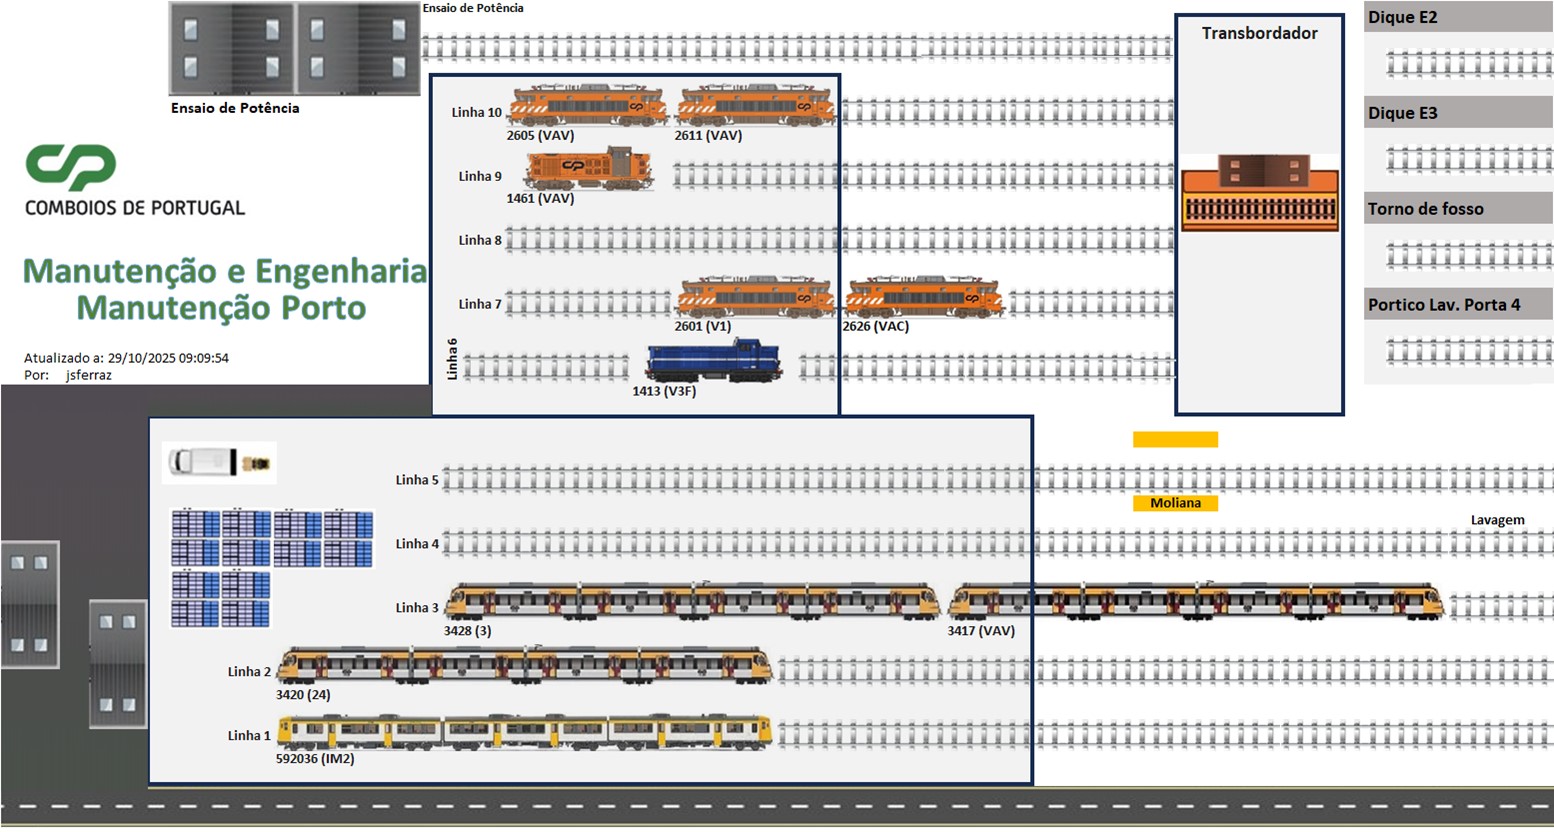 Ensaio de Potência
Transbordador
Dique E2
Ensaio de Potência
Linha 10
2605 (VAV)
2611 (VAV)
Dique E3
CP
COMBOIOS DE PORTUGAL
Linha 9
1461 (VAV)
Torno de fosso
Linha 8
Manutenção e Engenharia
Manutenção Porto
Linha 7
2601 (V1)
2626 (VAC)
Portico Lav. Porta 4
Atualizado a: 29/10/2025 09:09:54
Por: jsferraz
Linha 6
1413 (V3F)
Linha 5
Moliana
Lavagem
Linha 4
Linha 3
3428 (3)
3417 (VAV)
Linha 2
3420 (24)
Linha 1
592036 (IM2)